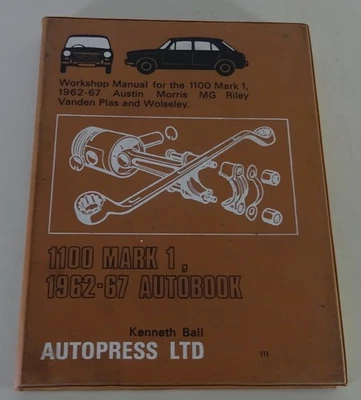 Workshop Manual for the 1100 Mark 1,
1962-67 Austin Morris MG Riley
Vanden Plas and Wolseley.
1100 MARK 1,
1962-67 AUTOBOOK
Kenneth Ball
AUTOPRESS LTD